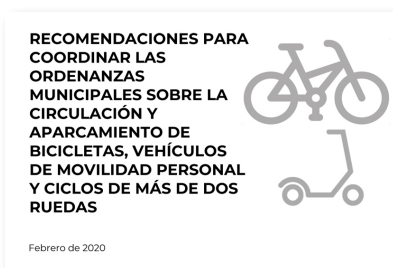 RECOMENDACIONES PARA
COORDINAR LAS
ORDENANZAS
MUNICIPALES SOBRE LA
CIRCULACIÓN Y
APARCAMIENTO DE
BICICLETAS, VEHÍCULOS
DE MOVILIDAD PERSONAL
Y CICLOS DE MÁS DE DOS
RUEDAS
Febrero de 2020